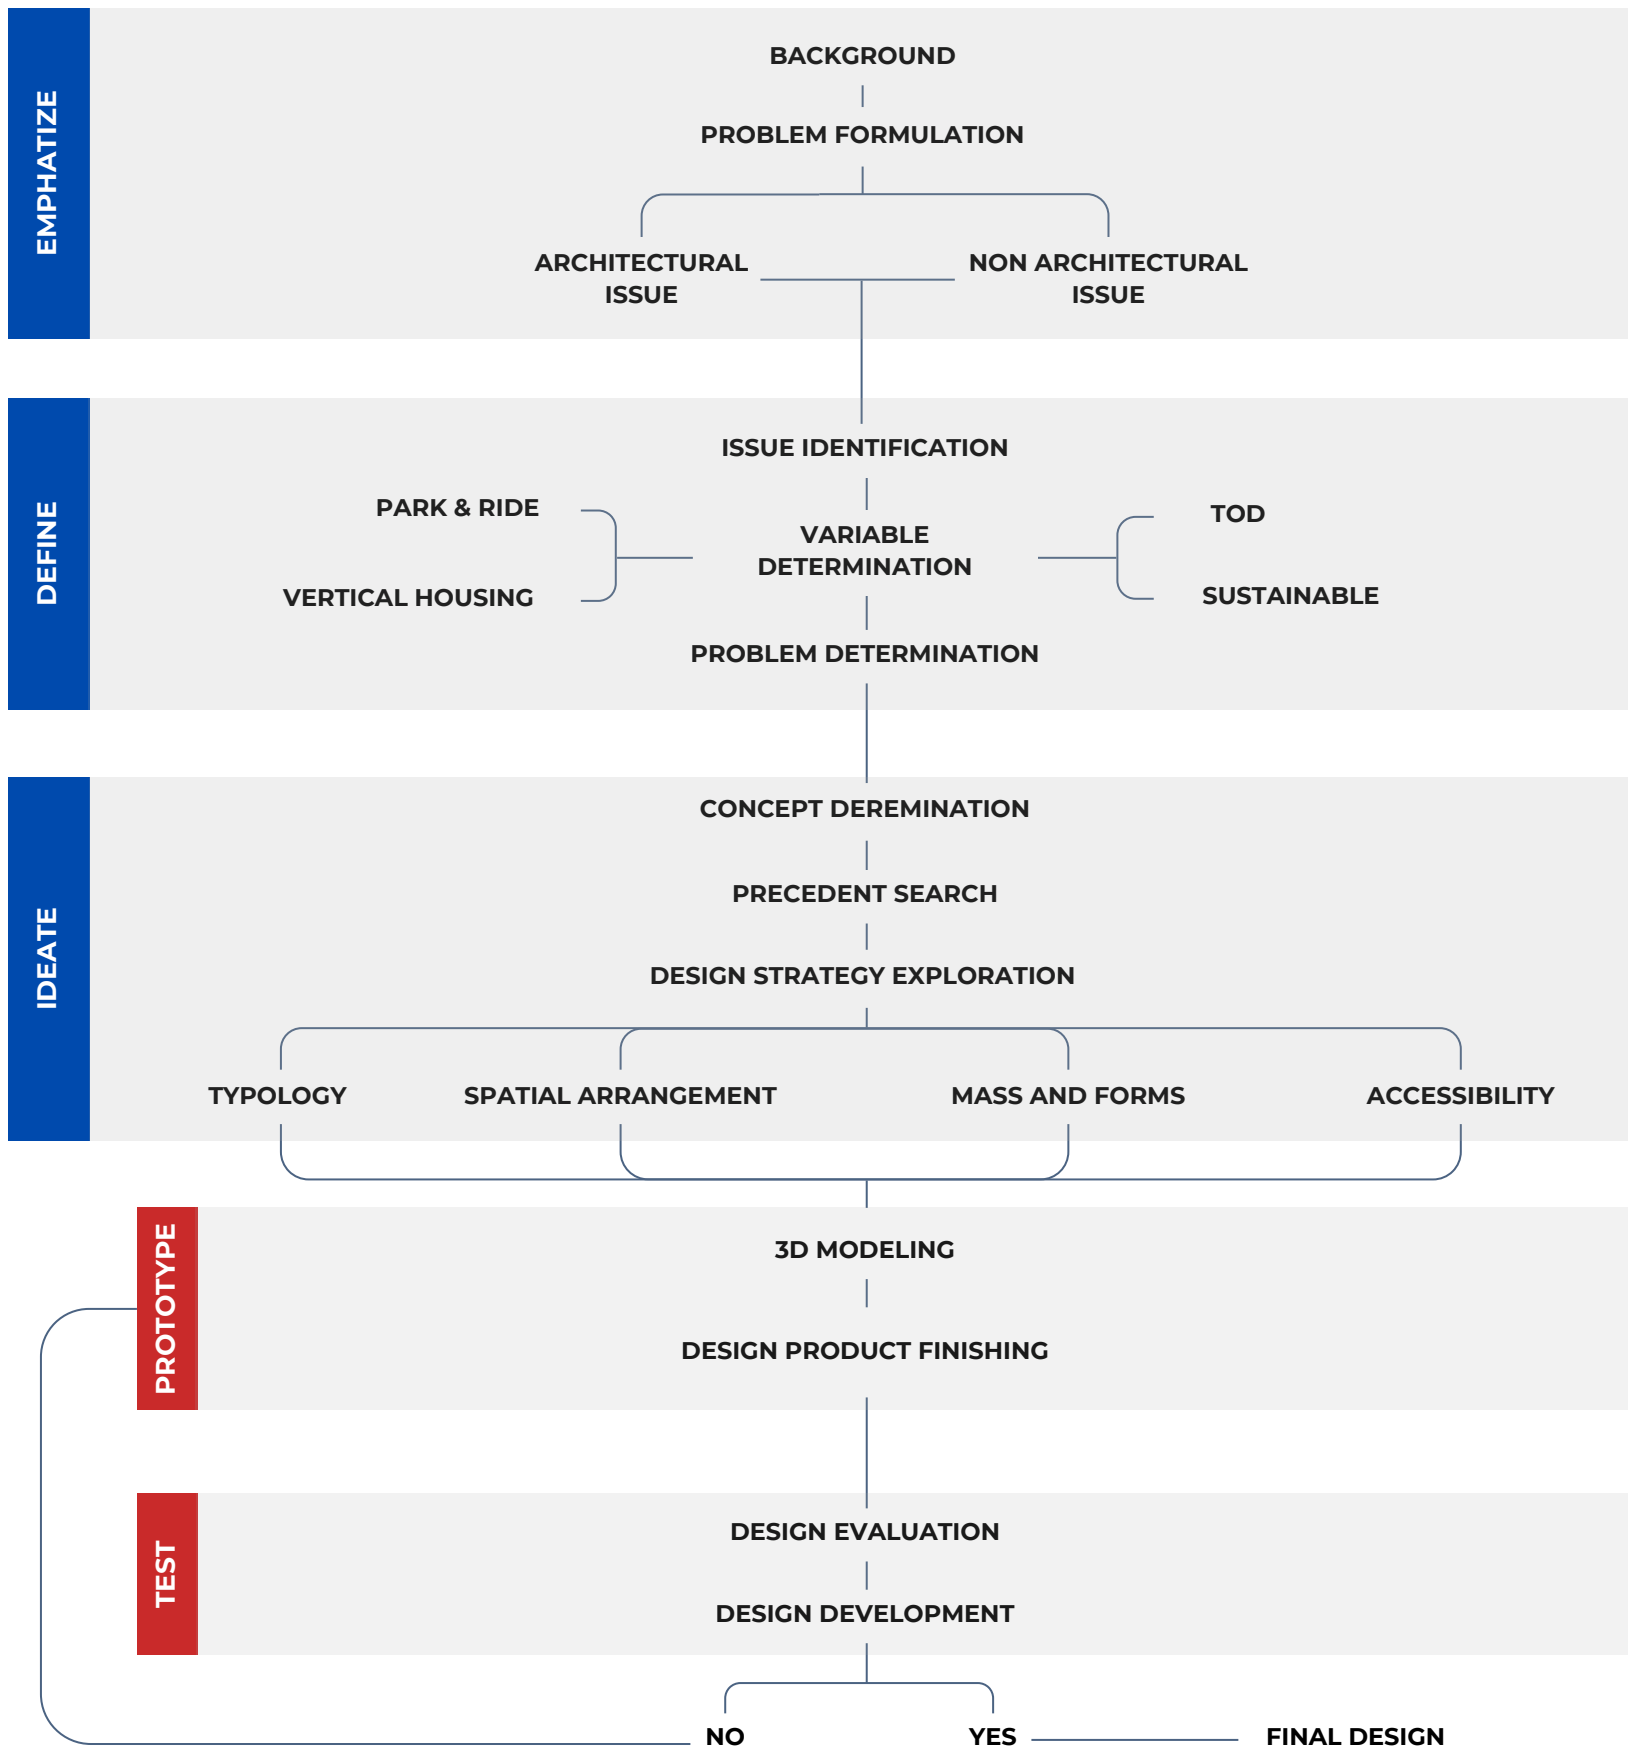 EMPHATIZE
BACKGROUND
PROBLEM FORMULATION
ARCHITECTURAL
ISSUE
NON ARCHITECTURAL
ISSUE
DEFINE
ISSUE IDENTIFICATION
PARK & RIDE
VERTICAL HOUSING
VARIABLE
DETERMINATION
TOD
SUSTAINABLE
PROBLEM DETERMINATION
IDEATE
CONCEPT DEREMINATION
PRECEDENT SEARCH
DESIGN STRATEGY EXPLORATION
TYPOLOGY
SPATIAL ARRANGEMENT
MASS AND FORMS
ACCESSIBILITY
PROTOTYPE
3D MODELING
DESIGN PRODUCT FINISHING
TEST
DESIGN EVALUATION
DESIGN DEVELOPMENT
NO
YES
FINAL DESIGN